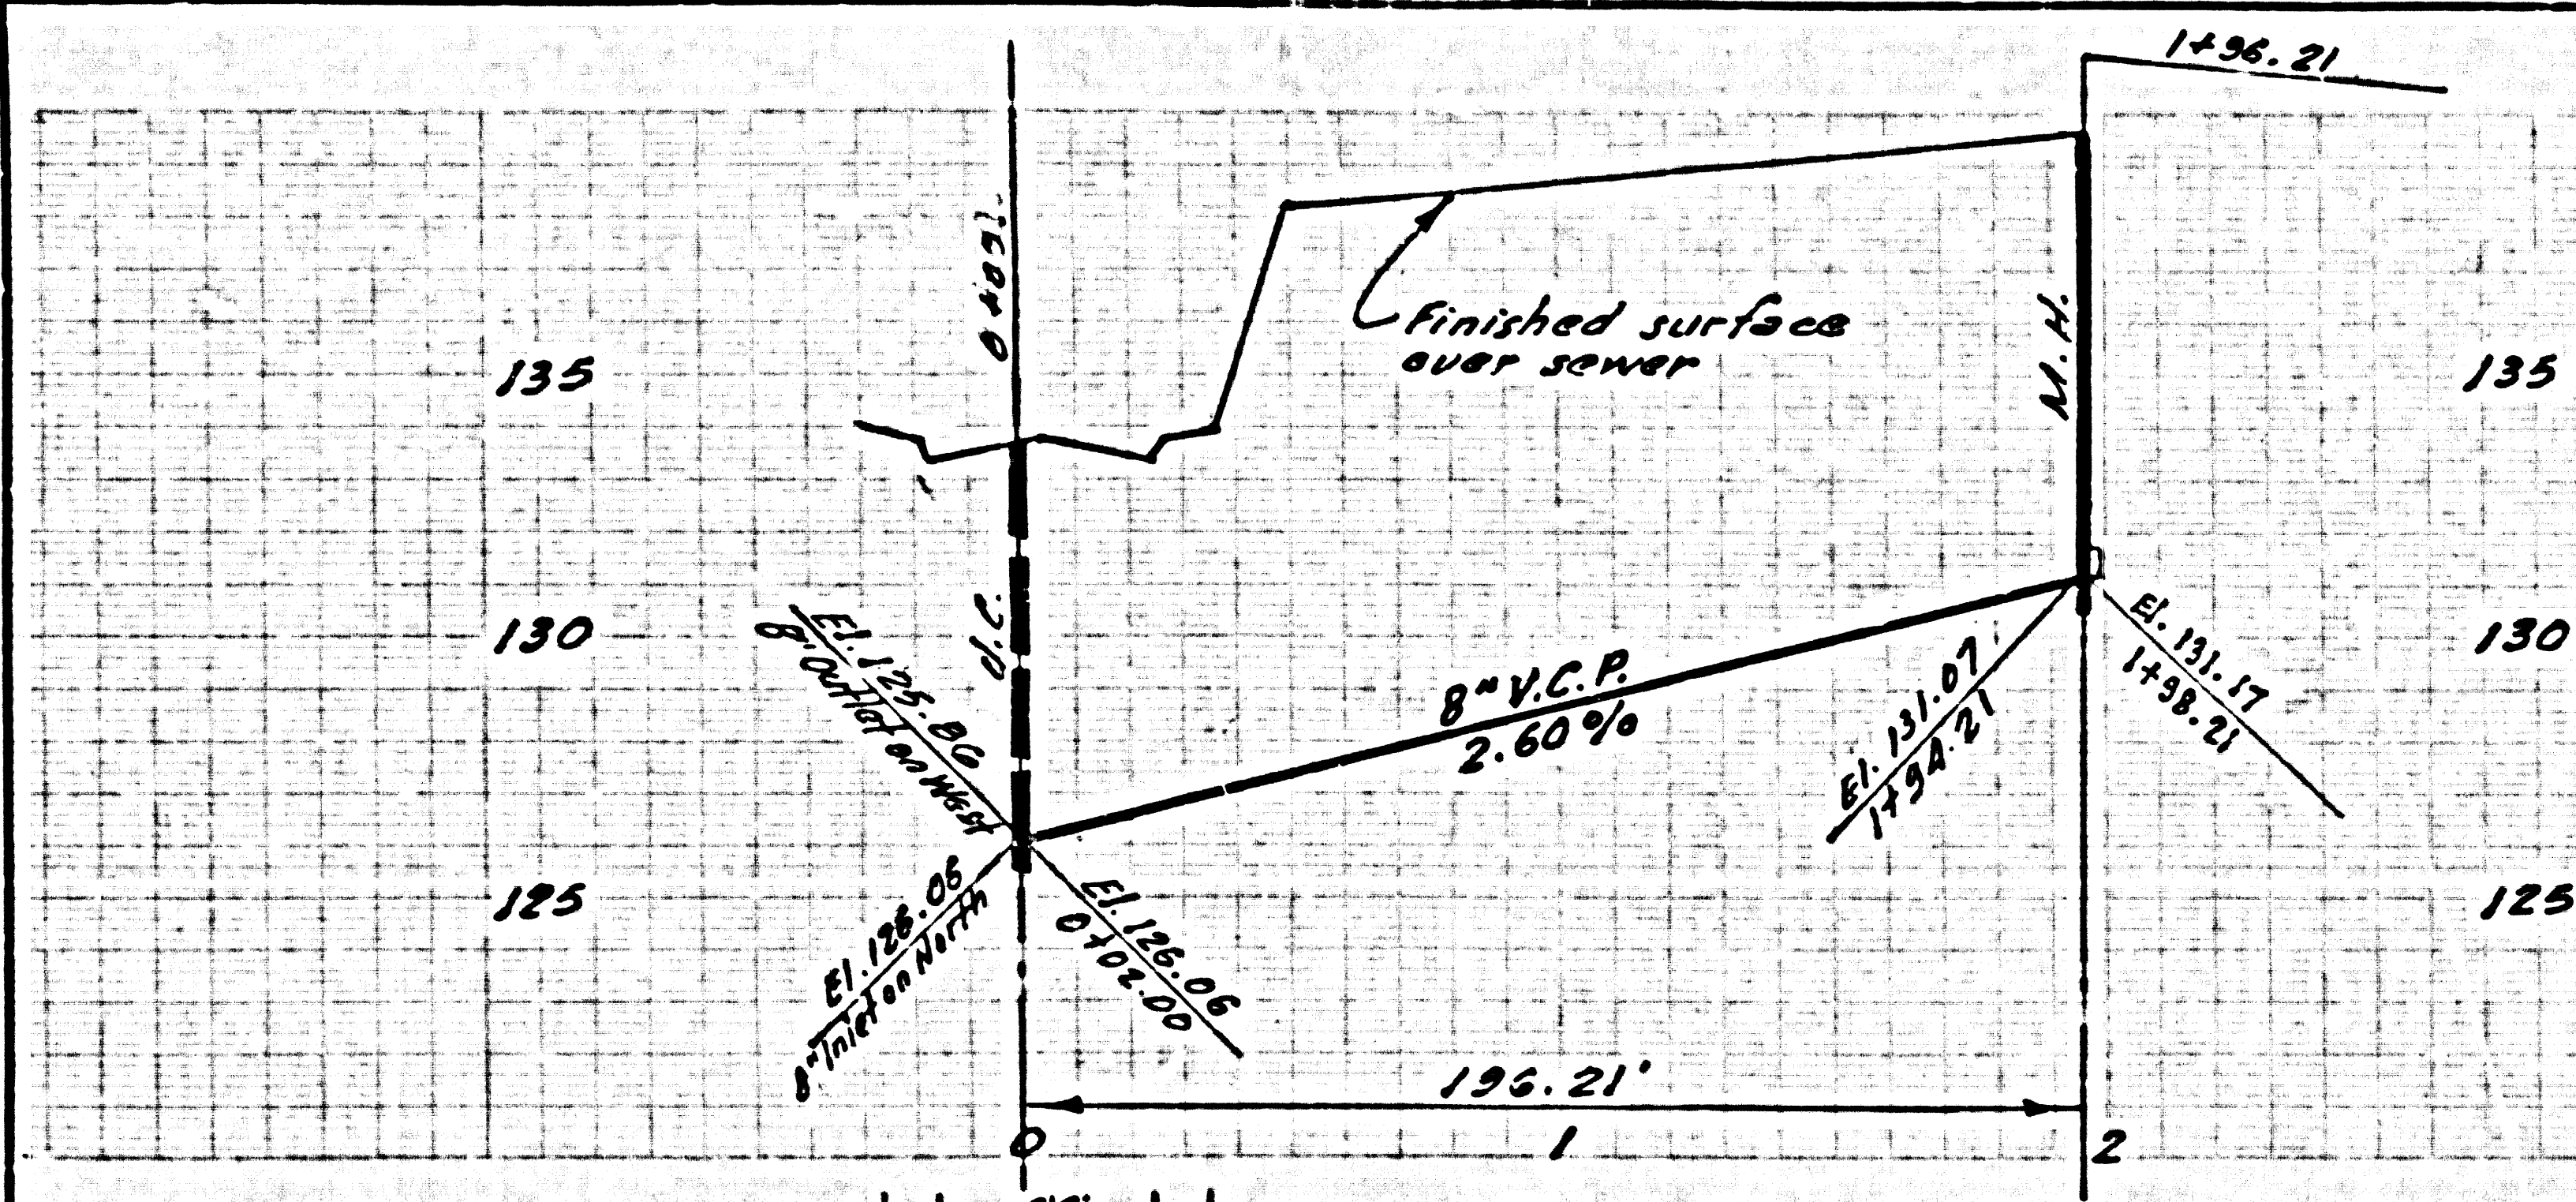 1+96.21
Finished surface
over sewer
M.H.
135
135
J.C.
130
130
El. 125.86
8" Outlet on West
8" V.C.P.
2.60 %
El. 131.07
1+94.21
El. 131.17
1+98.21
125
125
El. 126.06
8" Inlet on North
El. 126.06
0+02.00
196.21'
0
1
2